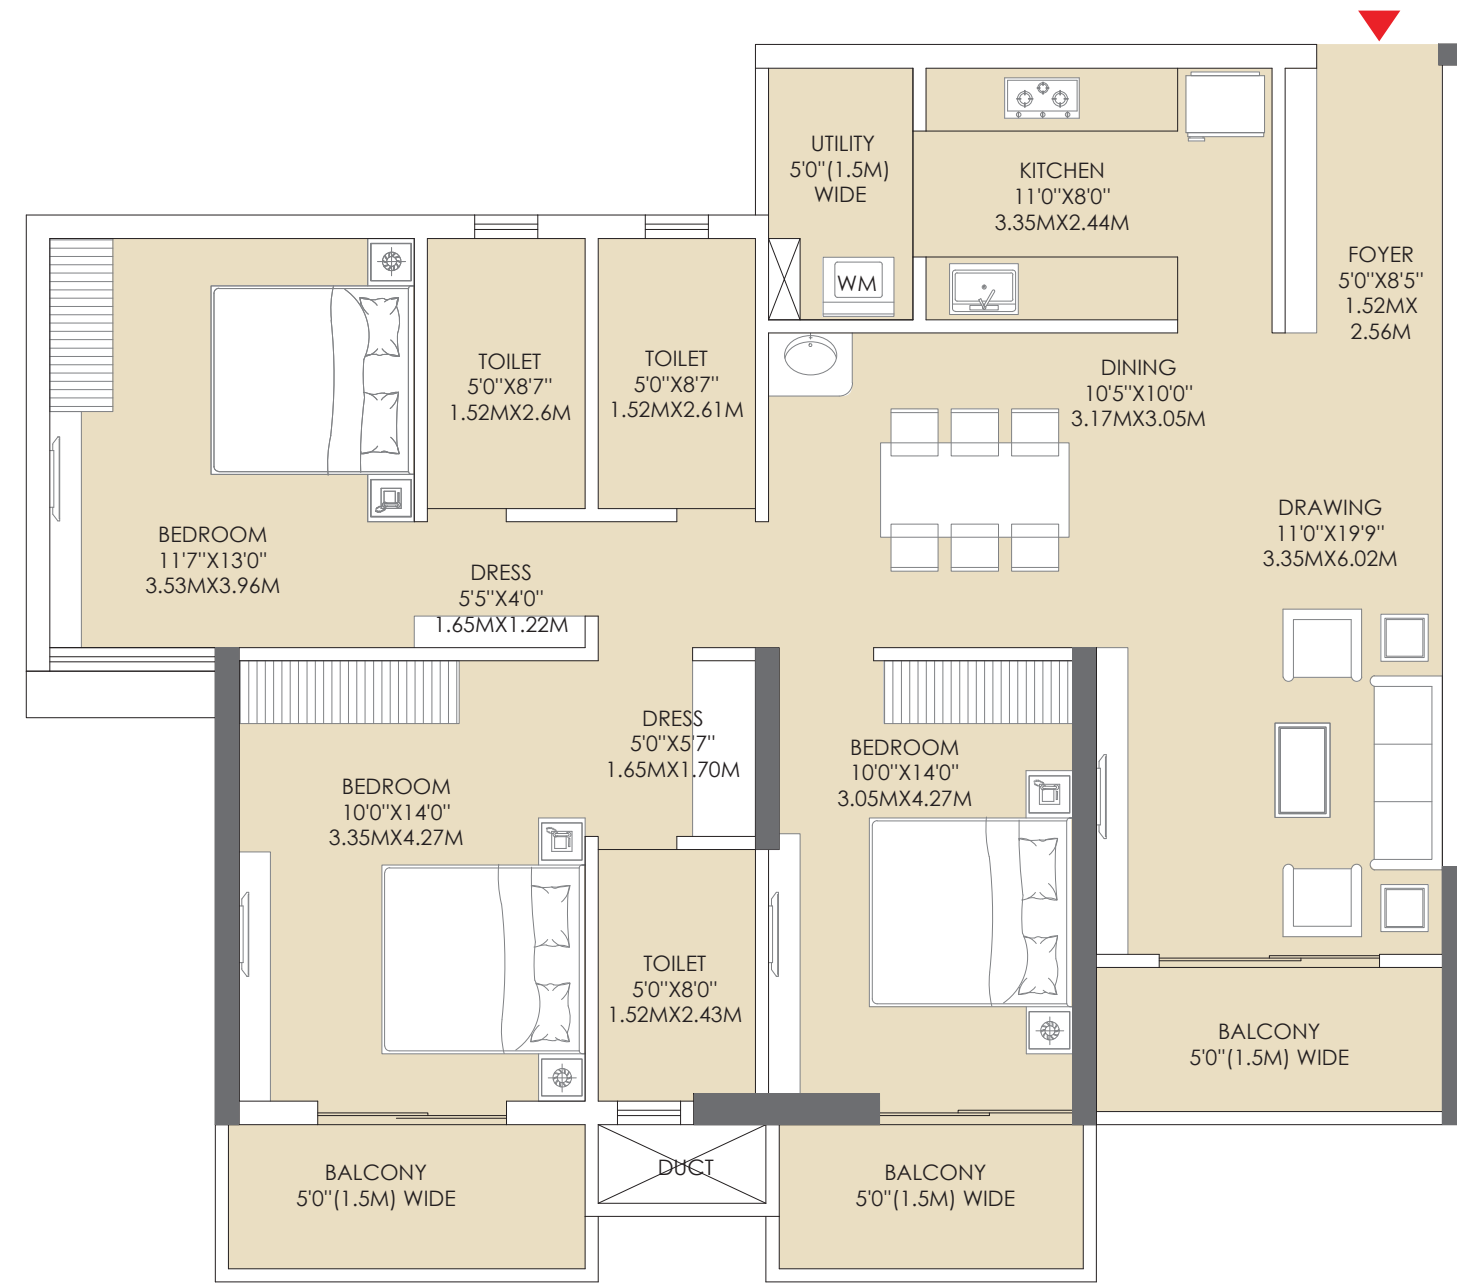 UTILITY
5'0"(1.5M)
WIDE
KITCHEN
11'0"X8'0"
3.35MX2.44M
WM
FOYER
5'0"X8'5"
1.52MX
2.56M
TOILET
5'0"X8'7"
1.52MX2.6M
TOILET
5'0"X8'7"
1.52MX2.61M
DINING
10'5"X10'0"
3.17MX3.05M
BEDROOM
11'7"X13'0"
3.53MX3.96M
DRESS
5'5"X4'0"
1.65MX1.22M
DRAWING
11'0"X19'9"
3.35MX6.02M
BEDROOM
10'0"X14'0"
3.35MX4.27M
DRESS
5'0"X5'7"
1.65MX1.70M
BEDROOM
10'0"X14'0"
3.05MX4.27M
TOILET
5'0"X8'0"
1.52MX2.43M
BALCONY
5'0"(1.5M) WIDE
BALCONY
5'0"(1.5M) WIDE
DUCT
BALCONY
5'0"(1.5M) WIDE